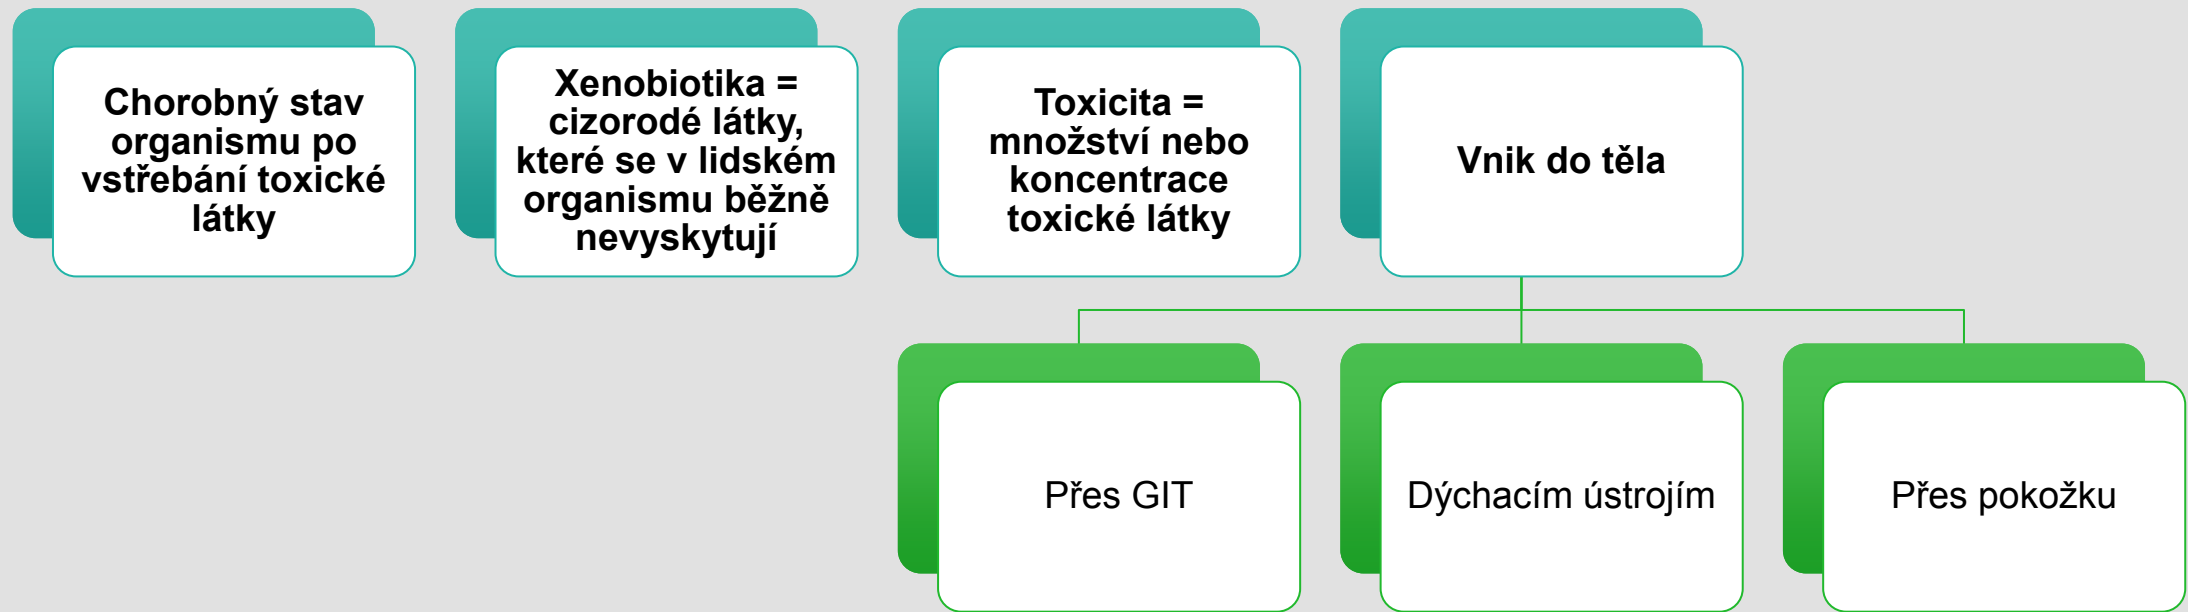 Chorobný stav
organismu po
vstřebání toxické
látky
Xenobiotika =
cizorodé látky,
které se v lidském
organismu běžně
nevyskytují
Toxicita =
množství nebo
koncentrace
toxické látky
Vnik do těla
Přes GIT
Dýchacím ústrojím
Přes pokožku